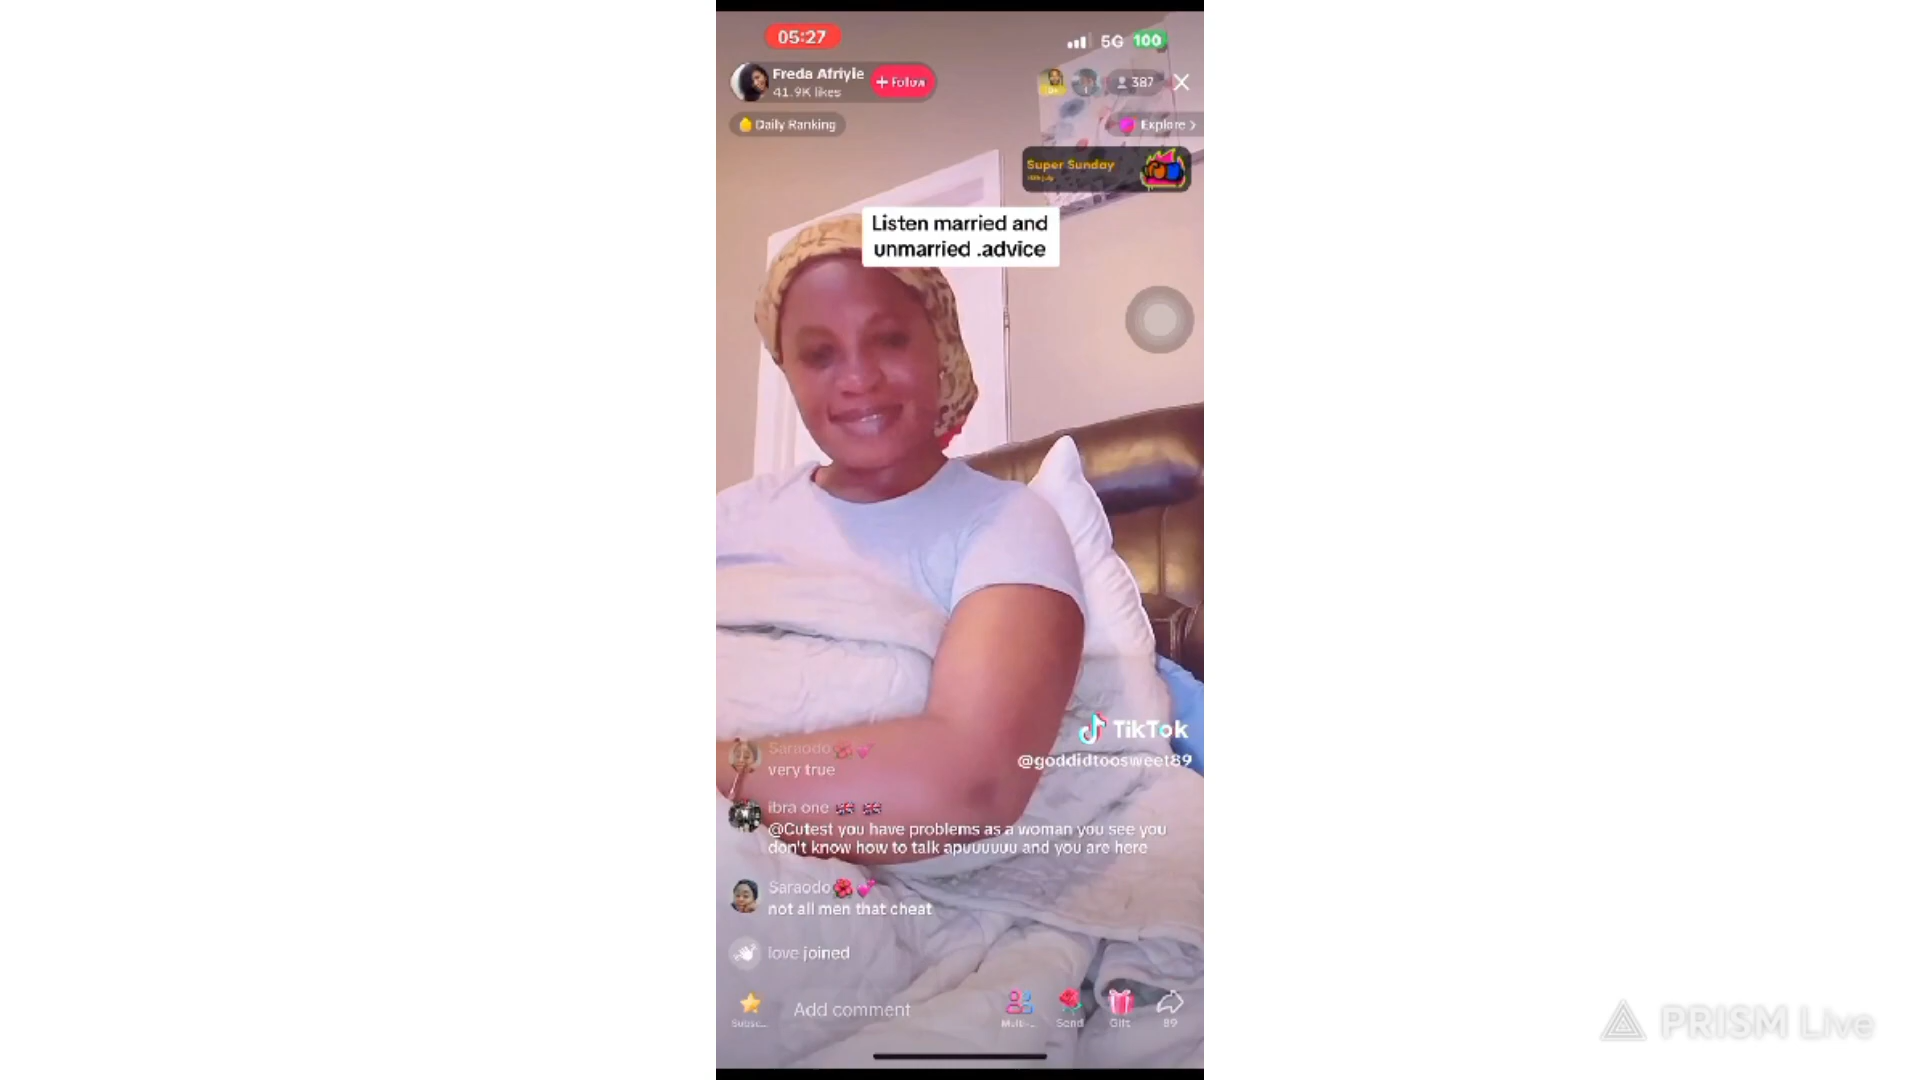 05:27
5G 100
Freda Afriyie
41.9K likes
+ Follow
387
Daily Ranking
Explore >
Super Sunday
Listen married and
unmarried .advice
TikTok
@goddidtoosweet89
Saraodo
very true
ibra one
@Cutest you have problems as a woman you see you
don't know how to talk apuuuuuu and you are here
Saraodo
not all men that cheat
love joined
Add comment
Subsc...
Multi-...
Send
Gift
89
PRISM Live